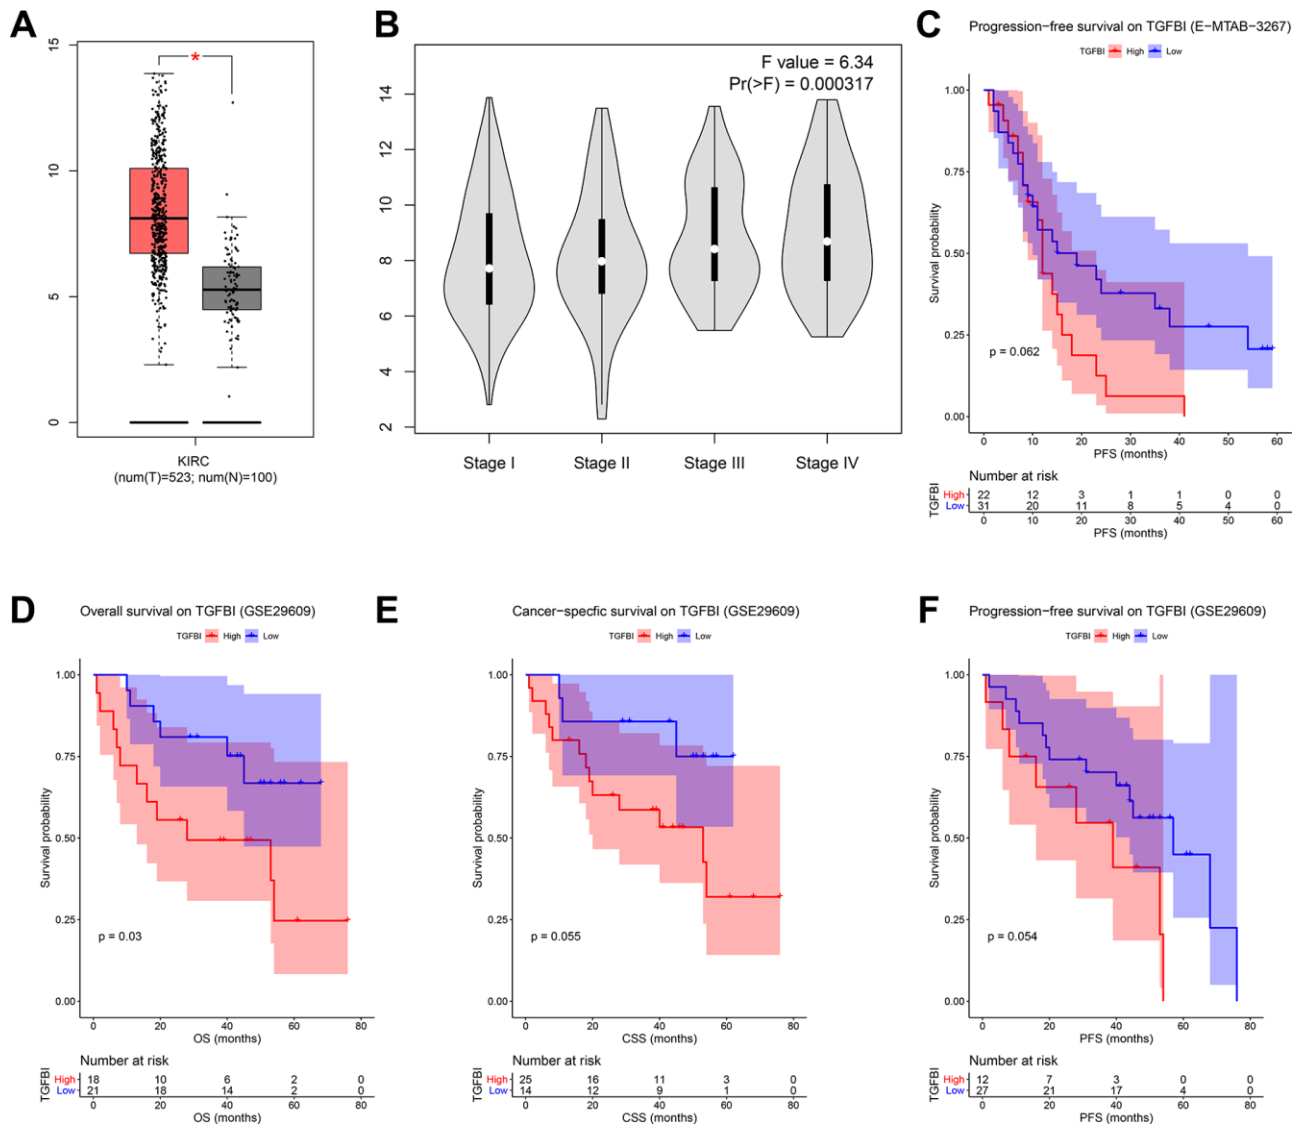 A
15
10
5
0
*
KIRC
(num(T)=523; num(N)=100)
B
F value = 6.34
Pr(>F) = 0.000317
14
12
10
8
6
4
2
Stage I Stage II Stage III Stage IV
C
Progression−free survival on TGFBI (E−MTAB−3267)
TGFBI High Low
Survival probability
1.00
0.75
0.50
0.25
0.00
p = 0.062
0 10 20 30 40 50 60
PFS (months)
Number at risk
TGFBI
High 22 12 3 1 1 0 0
Low 31 20 11 8 5 4 0
0 10 20 30 40 50 60
PFS (months)
D
Overall survival on TGFBI (GSE29609)
TGFBI High Low
Survival probability
1.00
0.75
0.50
0.25
0.00
p = 0.03
0 20 40 60 80
OS (months)
Number at risk
TGFBI
High 18 10 6 2 0
Low 21 18 14 2 0
0 20 40 60 80
OS (months)
E
Cancer−specfic survival on TGFBI (GSE29609)
TGFBI High Low
Survival probability
1.00
0.75
0.50
0.25
0.00
p = 0.055
0 20 40 60 80
CSS (months)
Number at risk
TGFBI
High 25 16 11 3 0
Low 14 12 9 1 0
0 20 40 60 80
CSS (months)
F
Progression−free survival on TGFBI (GSE29609)
TGFBI High Low
Survival probability
1.00
0.75
0.50
0.25
0.00
p = 0.054
0 20 40 60 80
PFS (months)
Number at risk
TGFBI
High 12 7 3 0 0
Low 27 21 17 4 0
0 20 40 60 80
PFS (months)